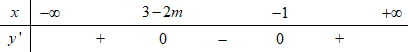 x −∞ 3−2m −1 +∞
y' + 0 − 0 +